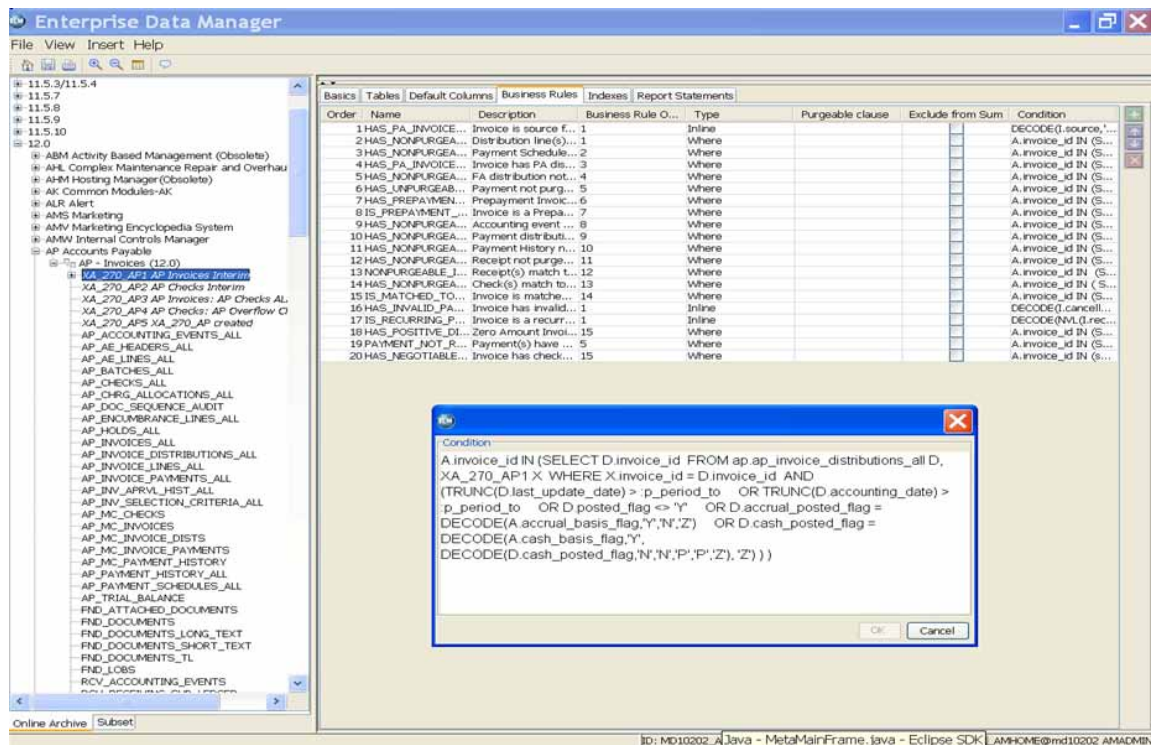 Enterprise Data Manager
File View Insert Help
11.5.3/11.5.4
11.5.7
11.5.8
11.5.9
11.5.10
12.0
ABM Activity Based Management (Obsolete)
AHL Complex Maintenance Repair and Overhau
AHM Hosting Manager(Obsolete)
AK Common Modules-AK
ALR Alert
AMS Marketing
AMV Marketing Encyclopedia System
AMW Internal Controls Manager
AP Accounts Payable
AP - Invoices (12.0)
XA_270_AP1 AP Invoices Interim
XA_270_AP2 AP Checks Interim
XA_270_AP3 AP Invoices: AP Checks AL
XA_270_AP4 AP Checks: AP Overflow Cl
XA_270_AP5 XA_270_AP created
AP_ACCOUNTING_EVENTS_ALL
AP_AE_HEADERS_ALL
AP_AE_LINES_ALL
AP_BATCHES_ALL
AP_CHECKS_ALL
AP_CHRG_ALLOCATIONS_ALL
AP_DOC_SEQUENCE_AUDIT
AP_ENCUMBRANCE_LINES_ALL
AP_HOLDS_ALL
AP_INVOICES_ALL
AP_INVOICE_DISTRIBUTIONS_ALL
AP_INVOICE_LINES_ALL
AP_INVOICE_PAYMENTS_ALL
AP_INV_APRVL_HIST_ALL
AP_INV_SELECTION_CRITERIA_ALL
AP_MC_CHECKS
AP_MC_INVOICES
AP_MC_INVOICE_DISTS
AP_MC_INVOICE_PAYMENTS
AP_MC_PAYMENT_HISTORY
AP_PAYMENT_HISTORY_ALL
AP_PAYMENT_SCHEDULES_ALL
AP_TRIAL_BALANCE
FND_ATTACHED_DOCUMENTS
FND_DOCUMENTS
FND_DOCUMENTS_LONG_TEXT
FND_DOCUMENTS_SHORT_TEXT
FND_DOCUMENTS_TL
FND_LOBS
RCV_ACCOUNTING_EVENTS
Online Archive Subset
Basics Tables Default Columns Business Rules Indexes Report Statements
Order Name Description Business Rule O... Type Purgeable clause Exclude from Sum Condition
1 HAS_PA_INVOICE... Invoice is source f... 1 Inline DECODE(I.source,'...
2 HAS_NONPURGEA... Distribution line(s)... 1 Where A.invoice_id IN (S...
3 HAS_NONPURGEA... Payment Schedule... 2 Where A.invoice_id IN (S...
4 HAS_PA_INVOICE... Invoice has PA dis... 3 Where A.invoice_id IN (S...
5 HAS_NONPURGEA... FA distribution not... 4 Where A.invoice_id IN (S...
6 HAS_UNPURGEAB... Payment not purg... 5 Where A.invoice_id IN (S...
7 HAS_PREPAYMEN... Prepayment Invoic... 6 Where A.invoice_id IN (S...
8 IS_PREPAYMENT_... Invoice is a Prepa... 7 Where A.invoice_id IN (S...
9 HAS_NONPURGEA... Accounting event ... 8 Where A.invoice_id IN (S...
10 HAS_NONPURGEA... Payment distributi... 9 Where A.invoice_id IN (S...
11 HAS_NONPURGEA... Payment History n... 10 Where A.invoice_id IN (S...
12 HAS_NONPURGEA... Receipt not purge... 11 Where A.invoice_id IN (S...
13 NONPURGEABLE_I... Receipt(s) match t... 12 Where A.invoice_id IN (S...
14 HAS_NONPURGEA... Check(s) match to... 13 Where A.invoice_id IN ( S...
15 IS_MATCHED_TO... Invoice is matche... 14 Where A.invoice_id IN (S...
16 HAS_INVALID_PA... Invoice has invalid... 1 Inline DECODE(I.cancell...
17 IS_RECURRING_P... Invoice is a recurr... 1 Inline DECODE(NVL(I.rec...
18 HAS_POSITIVE_DI... Zero Amount Invoi... 15 Where A.invoice_id IN (S...
19 PAYMENT_NOT_R... Payment(s) have ... 5 Where A.invoice_id IN (S...
20 HAS_NEGOTIABLE... Invoice has check... 15 Where A.invoice_id IN (s...
Condition
A.invoice_id IN (SELECT D.invoice_id FROM ap.ap_invoice_distributions_all D,
XA_270_AP1 X WHERE X.invoice_id = D.invoice_id AND
(TRUNC(D.last_update_date) > :p_period_to OR TRUNC(D.accounting_date) >
:p_period_to OR D.posted_flag <> 'Y' OR D.accrual_posted_flag =
DECODE(A.accrual_basis_flag,'Y','N','Z') OR D.cash_posted_flag =
DECODE(A.cash_basis_flag,'Y',
DECODE(D.cash_posted_flag,'N','N','P','P','Z'), 'Z') ) )
OK Cancel
ID: MD10202_A Java - MetaMainFrame.java - Eclipse SDK _AMHOME@md10202 AMADMIN